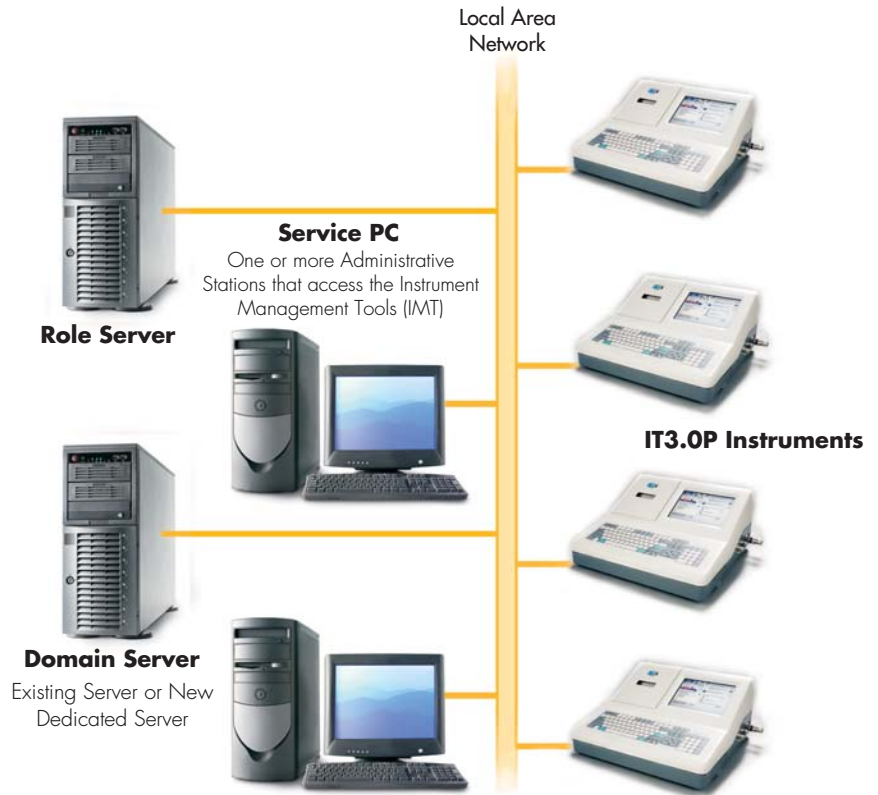 Local Area
Network
Service PC
One or more Administrative
Stations that access the Instrument
Management Tools (IMT)
Role Server
IT3.0P Instruments
Domain Server
Existing Server or New
Dedicated Server